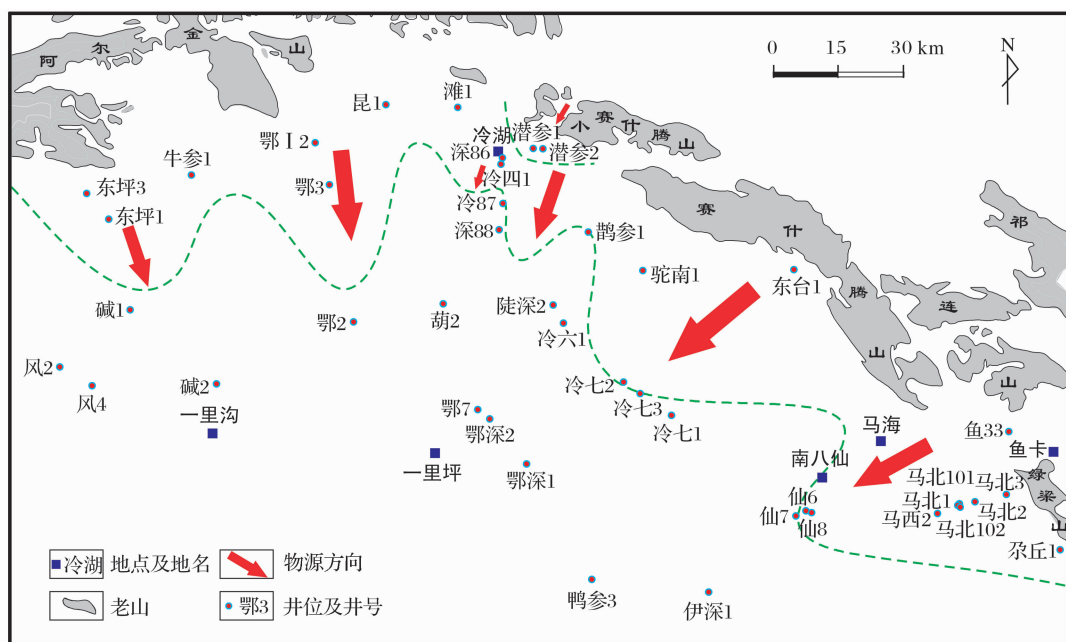 阿尔金山
0 15 30 km
N
昆1
滩1
小赛什腾山
鄂Ⅰ2
冷湖
潜参1
深86
潜参2
牛参1
冷四1
东坪3
鄂3
冷87
赛什腾山
祁连山
东坪1
深88
鹊参1
驼南1
东台1
碱1
鄂2
葫2
陡深2
冷六1
风2
风4
碱2
冷七2
冷七3
冷七1
一里沟
鄂7
鄂深2
马海
鱼33
鱼卡
一里坪
鄂深1
南八仙
马北101
马北3
绿梁山
仙6
马北1
仙7
仙8
马西2
马北2
马北102
尕丘1
冷湖 地点及地名
物源方向
老山
鄂3 井位及井号
鸭参3
伊深1